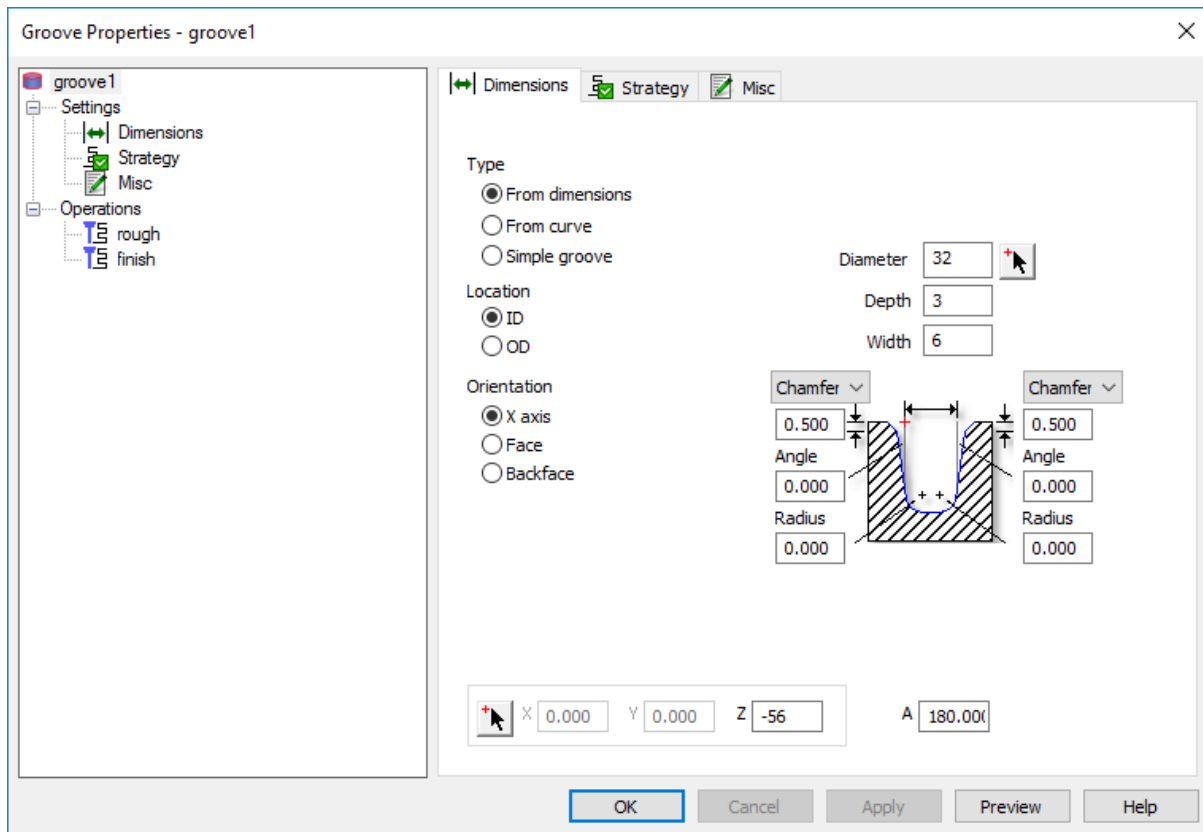 Groove Properties - groove1
groove1
Settings
Dimensions
Strategy
Misc
Operations
rough
finish
Dimensions Strategy Misc
Type
From dimensions
From curve
Simple groove
Location
ID
OD
Orientation
X axis
Face
Backface
Diameter 32
Depth 3
Width 6
Chamfer Chamfer
0.500 0.500
Angle Angle
0.000 0.000
Radius Radius
0.000 0.000
X 0.000 Y 0.000 Z -56 A 180.00(
OK Cancel Apply Preview Help